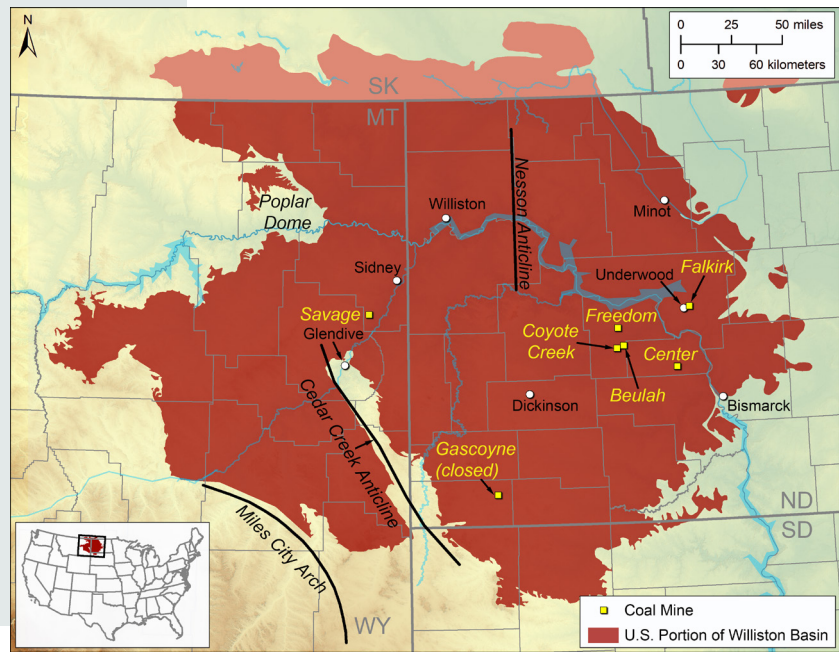 N
0 25 50 miles
0 30 60 kilometers
SK
MT
Nesson Anticline
Poplar
Dome
Williston
Minot
Sidney
Underwood
Falkirk
Savage
Glendive
Freedom
Coyote
Creek
Center
Beulah
Cedar Creek Anticline
Dickinson
Bismarck
Gascoyne
(closed)
Miles City Arch
ND
SD
WY
Coal Mine
U.S. Portion of Williston Basin